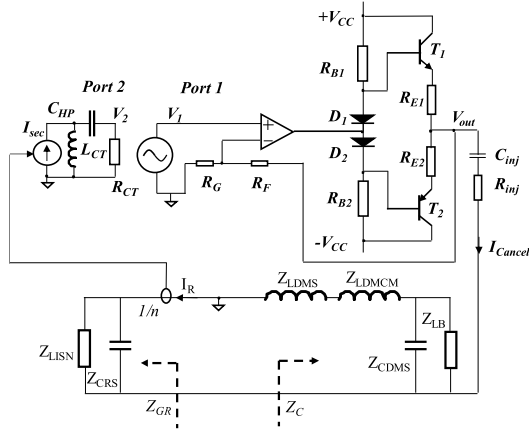 +V_CC
T_1
R_B1
Port 2
Port 1
R_E1
C_HP
V_2
V_1
D_1
V_out
I_sec
L_CT
D_2
R_E2
C_inj
R_CT
R_G
R_F
R_B2
T_2
R_inj
-V_CC
I_Cancel
I_R
Z_LDMS
Z_LDMCM
1/n
Z_LISN
Z_CRS
Z_CDMS
Z_LB
Z_GR
Z_C